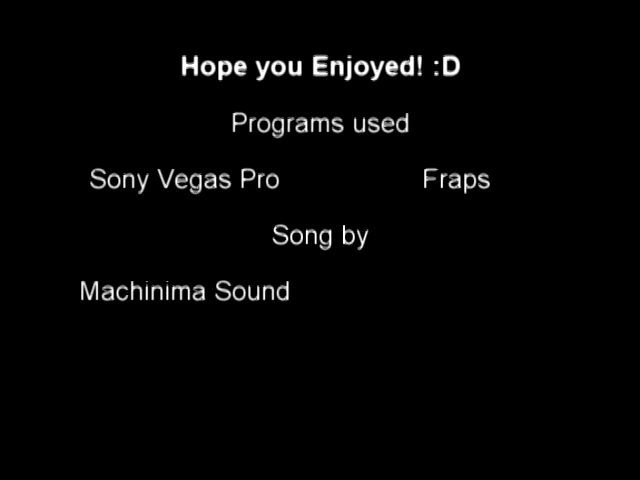 Hope you Enjoyed! :D
Programs used
Sony Vegas Pro Fraps
Song by
Machinima Sound